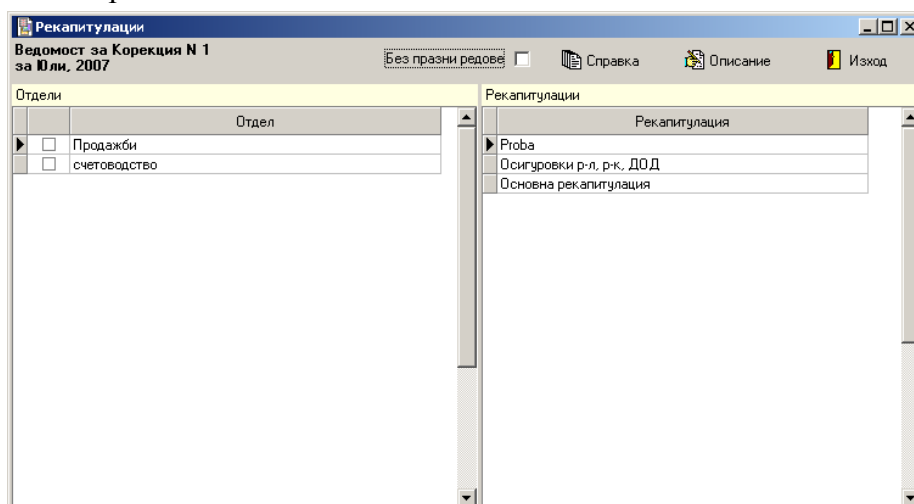 Рекапитулации
Ведомост за Корекция N 1
за Юли, 2007
Без празни редове
Справка
Описание
Изход
Отдели
Рекапитулации
Отдел
Рекапитулация
Продажби
счетоводство
Proba
Осигуровки р-л, р-к, ДОД
Основна рекапитулация